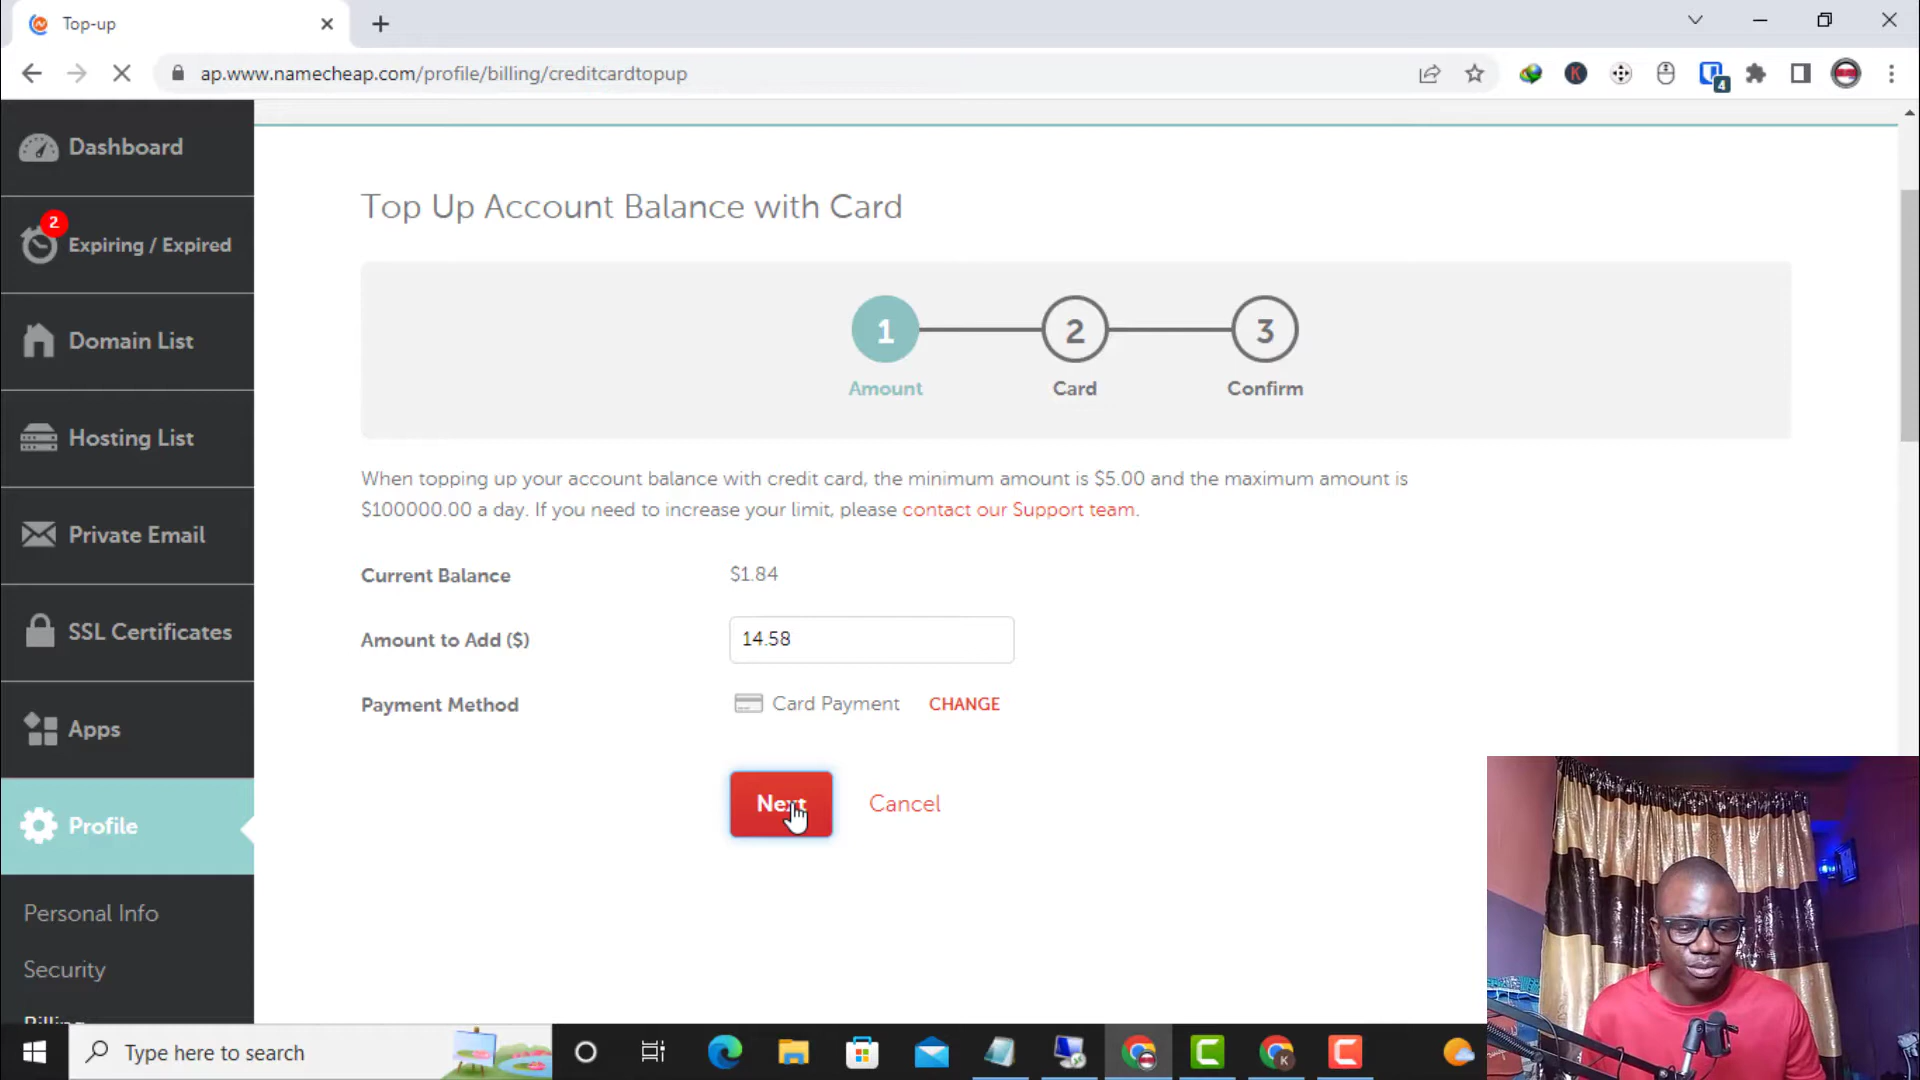 Top-up
ap.www.namecheap.com/profile/billing/creditcardtopup
K
4
Dashboard
2
Expiring / Expired
Domain List
Hosting List
Private Email
SSL Certificates
Apps
Profile
Personal Info
Security
Billing
Top Up Account Balance with Card
1
2
3
Amount
Card
Confirm
When topping up your account balance with credit card, the minimum amount is $5.00 and the maximum amount is
$100000.00 a day. If you need to increase your limit, please contact our Support team.
Current Balance
$1.84
Amount to Add ($)
14.58
Payment Method
Card Payment
CHANGE
Next
Cancel
Type here to search
K